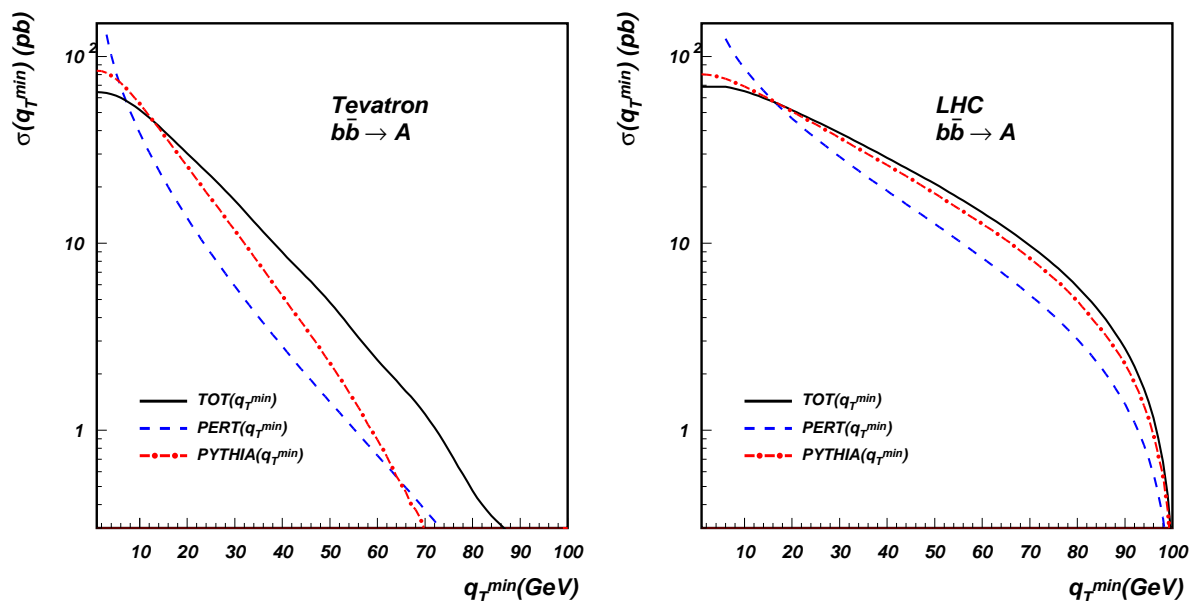 σ(q_T^min) (pb)
10^2
10
1
Tevatron
bb̄ → A
TOT(q_T^min)
PERT(q_T^min)
PYTHIA(q_T^min)
10 20 30 40 50 60 70 80 90 100
q_T^min(GeV)
σ(q_T^min) (pb)
10^2
10
1
LHC
bb̄ → A
TOT(q_T^min)
PERT(q_T^min)
PYTHIA(q_T^min)
10 20 30 40 50 60 70 80 90 100
q_T^min(GeV)